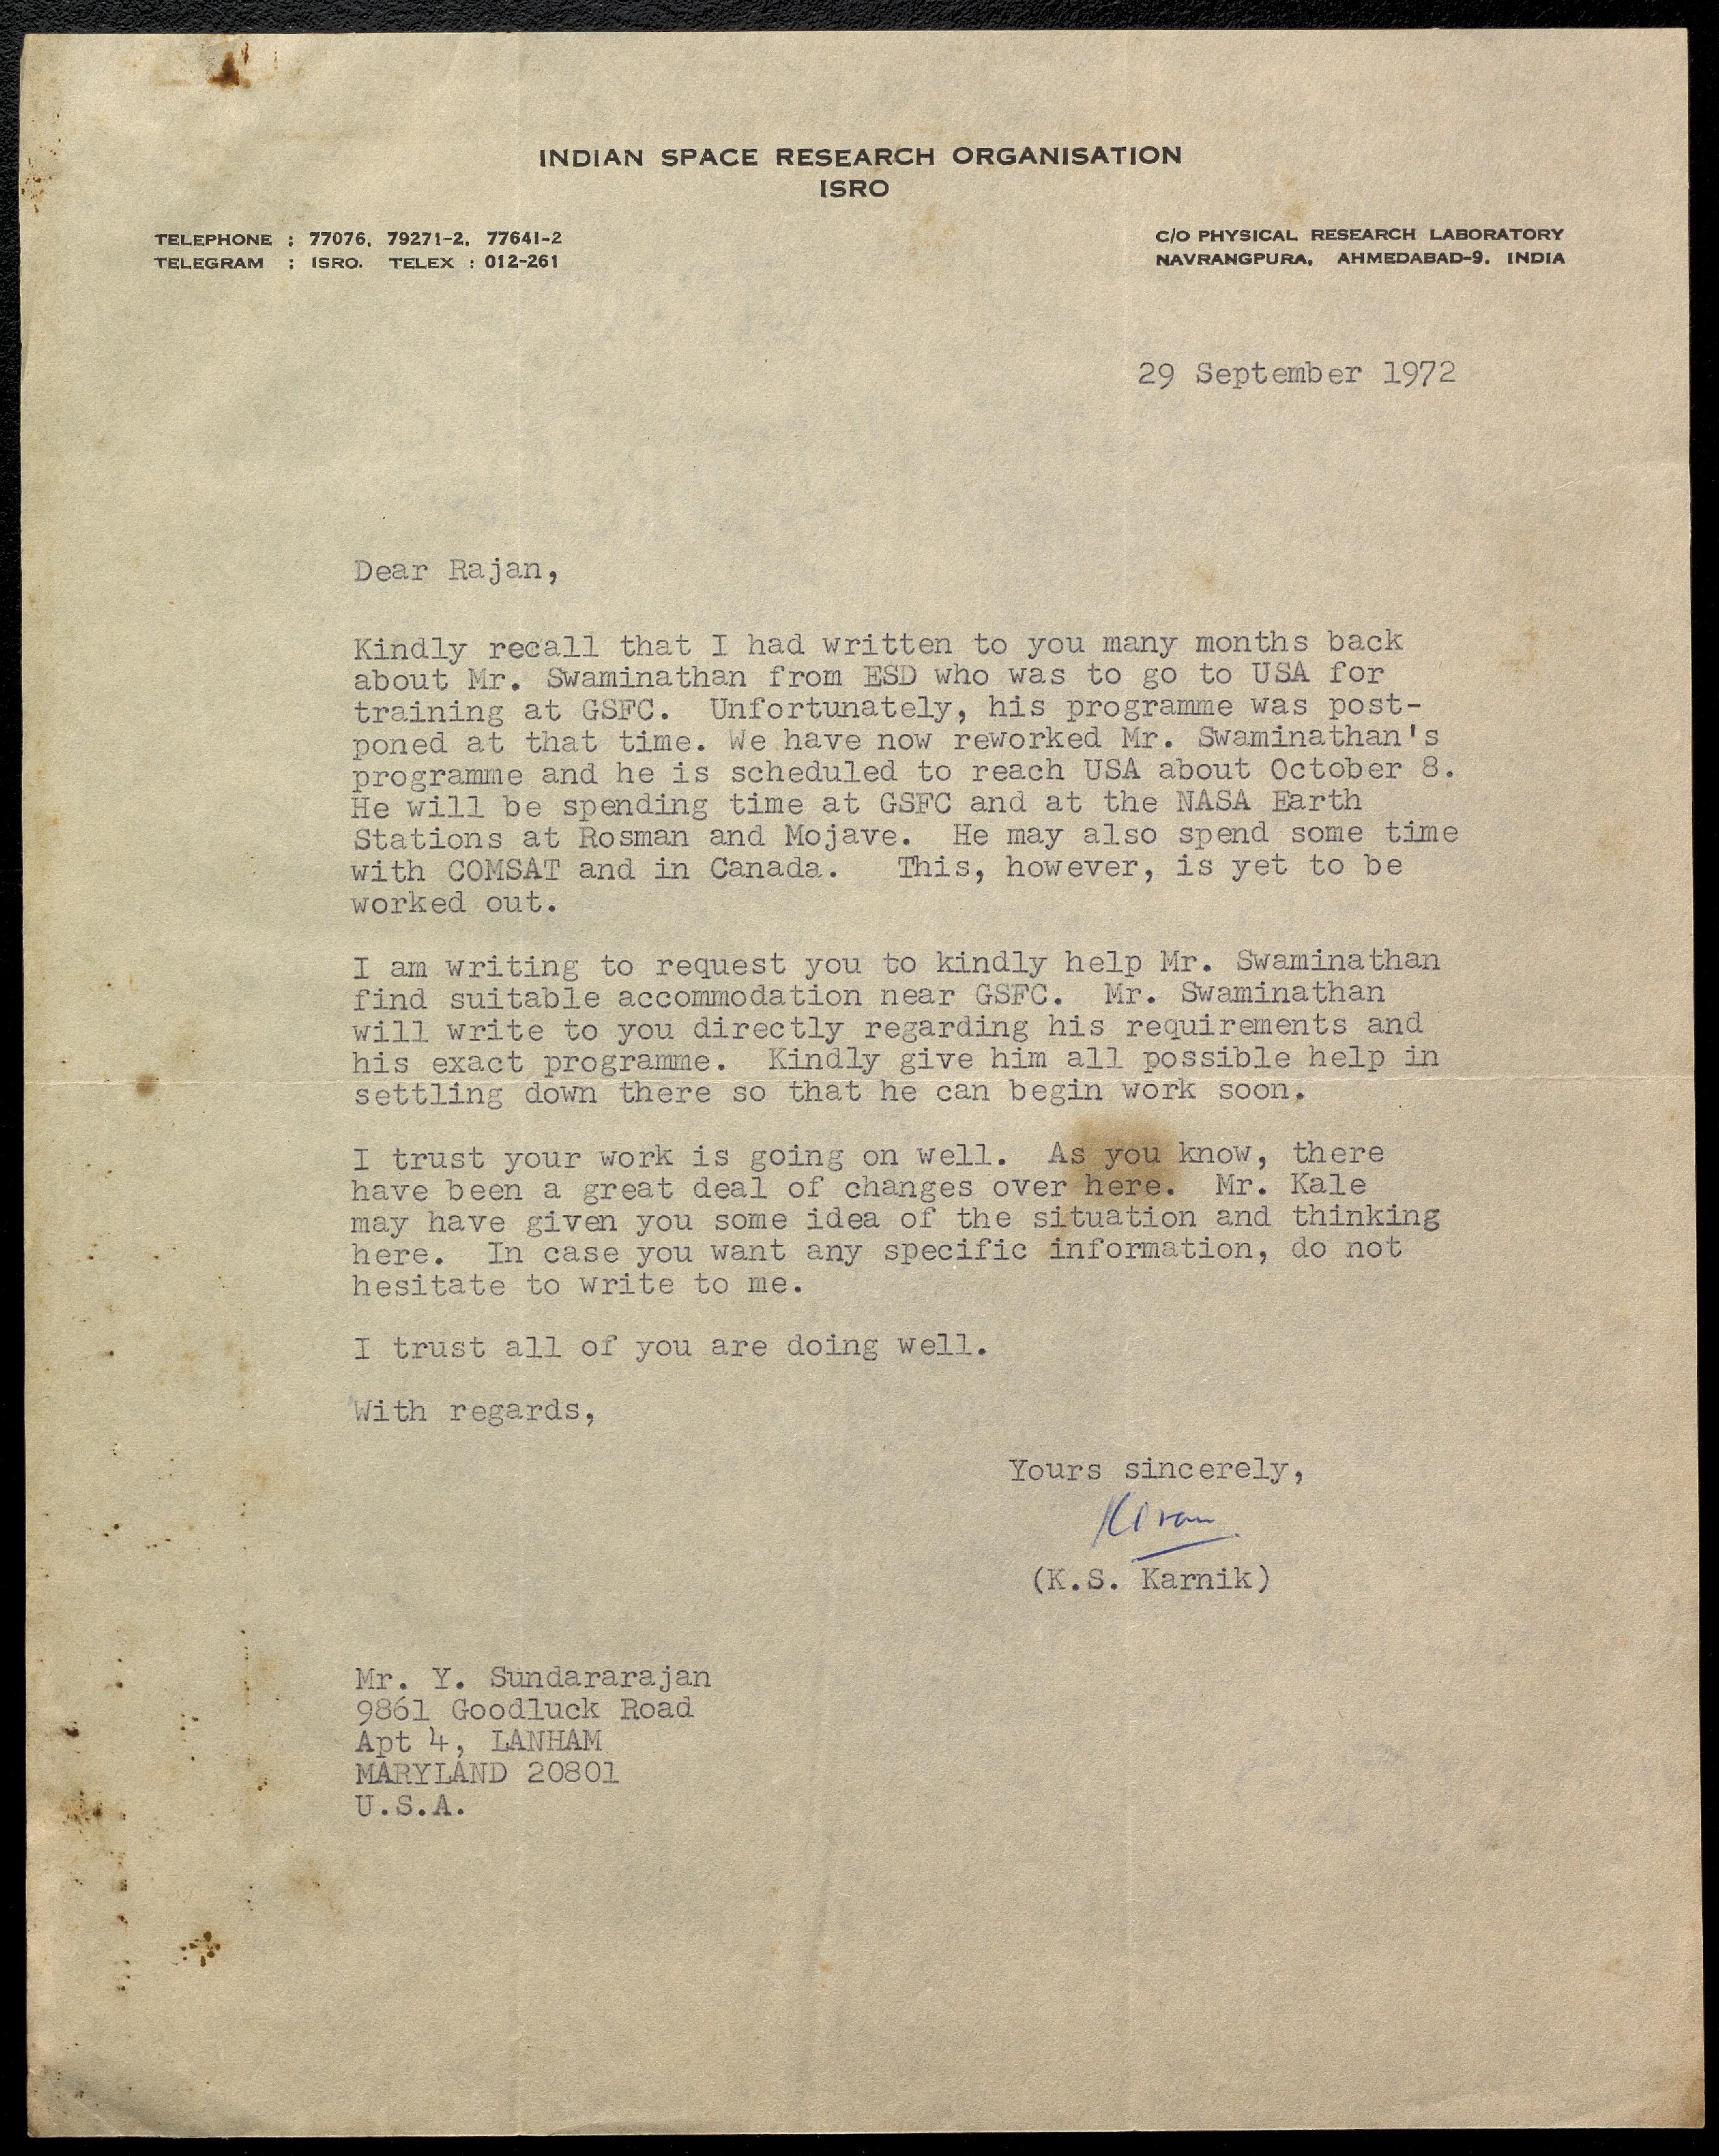 INDIAN SPACE RESEARCH ORGANISATION
ISRO
TELEPHONE : 77076, 79271-2, 77641-2
TELEGRAM : ISRO. TELEX : 012-261
C/O PHYSICAL RESEARCH LABORATORY
NAVRANGPURA, AHMEDABAD-9. INDIA
29 September 1972
Dear Rajan,
Kindly recall that I had written to you many months back
about Mr. Swaminathan from ESD who was to go to USA for
training at GSFC. Unfortunately, his programme was post-
poned at that time. We have now reworked Mr. Swaminathan's
programme and he is scheduled to reach USA about October 8.
He will be spending time at GSFC and at the NASA Earth
Stations at Rosman and Mojave. He may also spend some time
with COMSAT and in Canada. This, however, is yet to be
worked out.
I am writing to request you to kindly help Mr. Swaminathan
find suitable accommodation near GSFC. Mr. Swaminathan
will write to you directly regarding his requirements and
his exact programme. Kindly give him all possible help in
settling down there so that he can begin work soon.
I trust your work is going on well. As you know, there
have been a great deal of changes over here. Mr. Kale
may have given you some idea of the situation and thinking
here. In case you want any specific information, do not
hesitate to write to me.
I trust all of you are doing well.
With regards,
Yours sincerely,
Kiran
(K.S. Karnik)
Mr. Y. Sundararajan
9861 Goodluck Road
Apt 4, LANHAM
MARYLAND 20801
U.S.A.